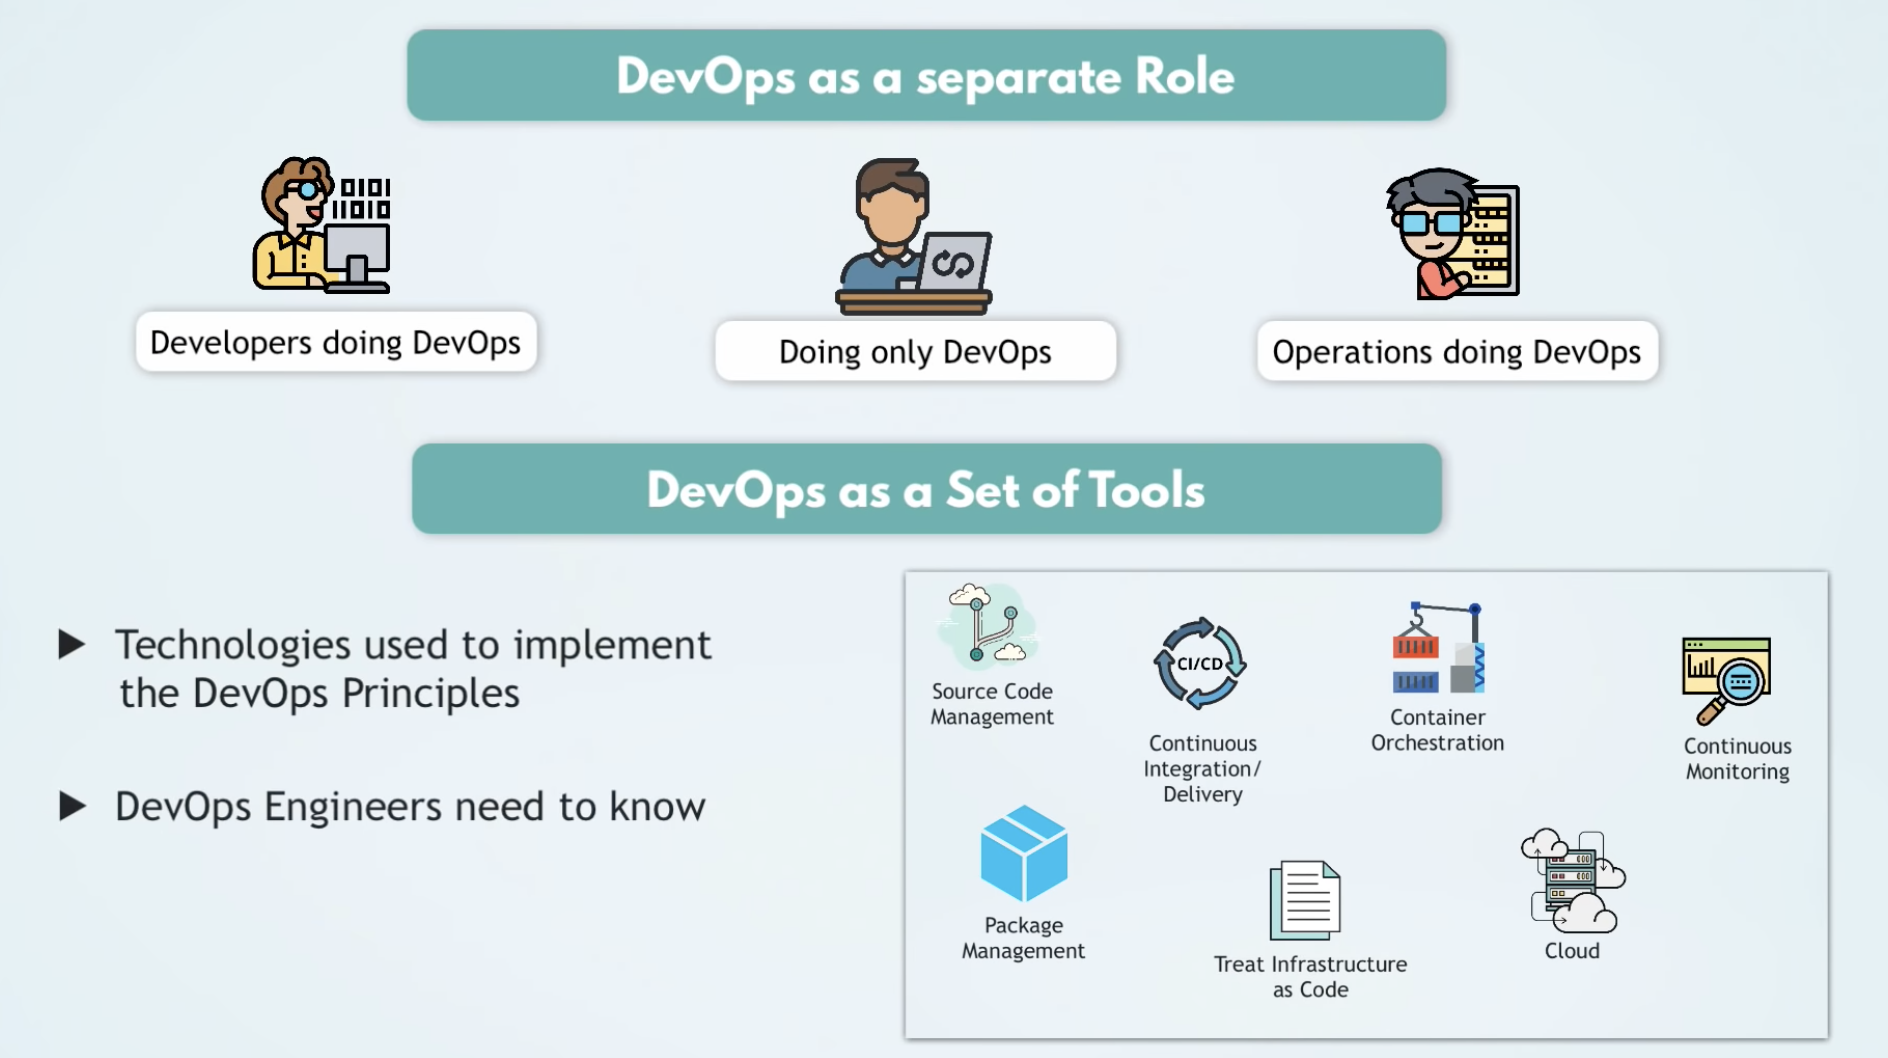 DevOps as a separate Role
0101
11010
Developers doing DevOps
Doing only DevOps
Operations doing DevOps
DevOps as a Set of Tools
▶ Technologies used to implement
the DevOps Principles
▶ DevOps Engineers need to know
Source Code
Management
CI/CD
Continuous
Integration/
Delivery
Container
Orchestration
Continuous
Monitoring
Package
Management
Treat Infrastructure
as Code
Cloud